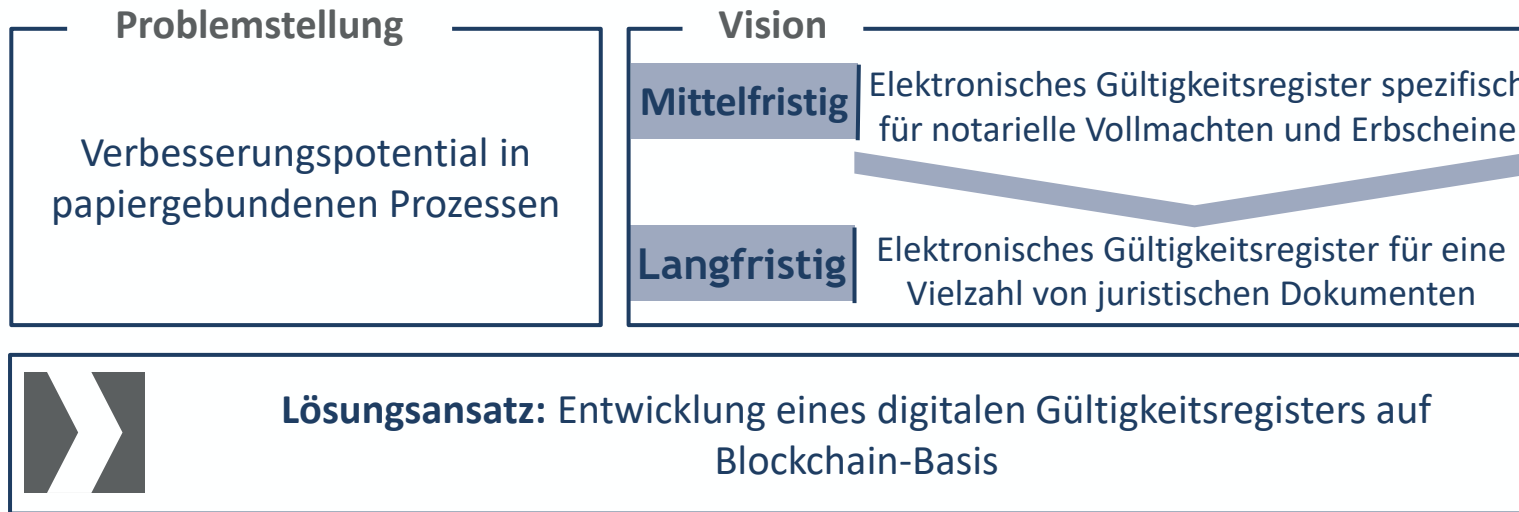 Problemstellung
Verbesserungspotential in
papiergebundenen Prozessen
Vision
Mittelfristig
Elektronisches Gültigkeitsregister spezifisch
für notarielle Vollmachten und Erbscheine
Langfristig
Elektronisches Gültigkeitsregister für eine
Vielzahl von juristischen Dokumenten
Lösungsansatz: Entwicklung eines digitalen Gültigkeitsregisters auf
Blockchain-Basis